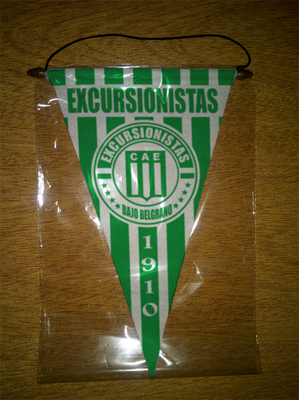 EXCURSIONISTAS
EXCURSIONISTAS
CAE
BAJO BELGRANO
1910